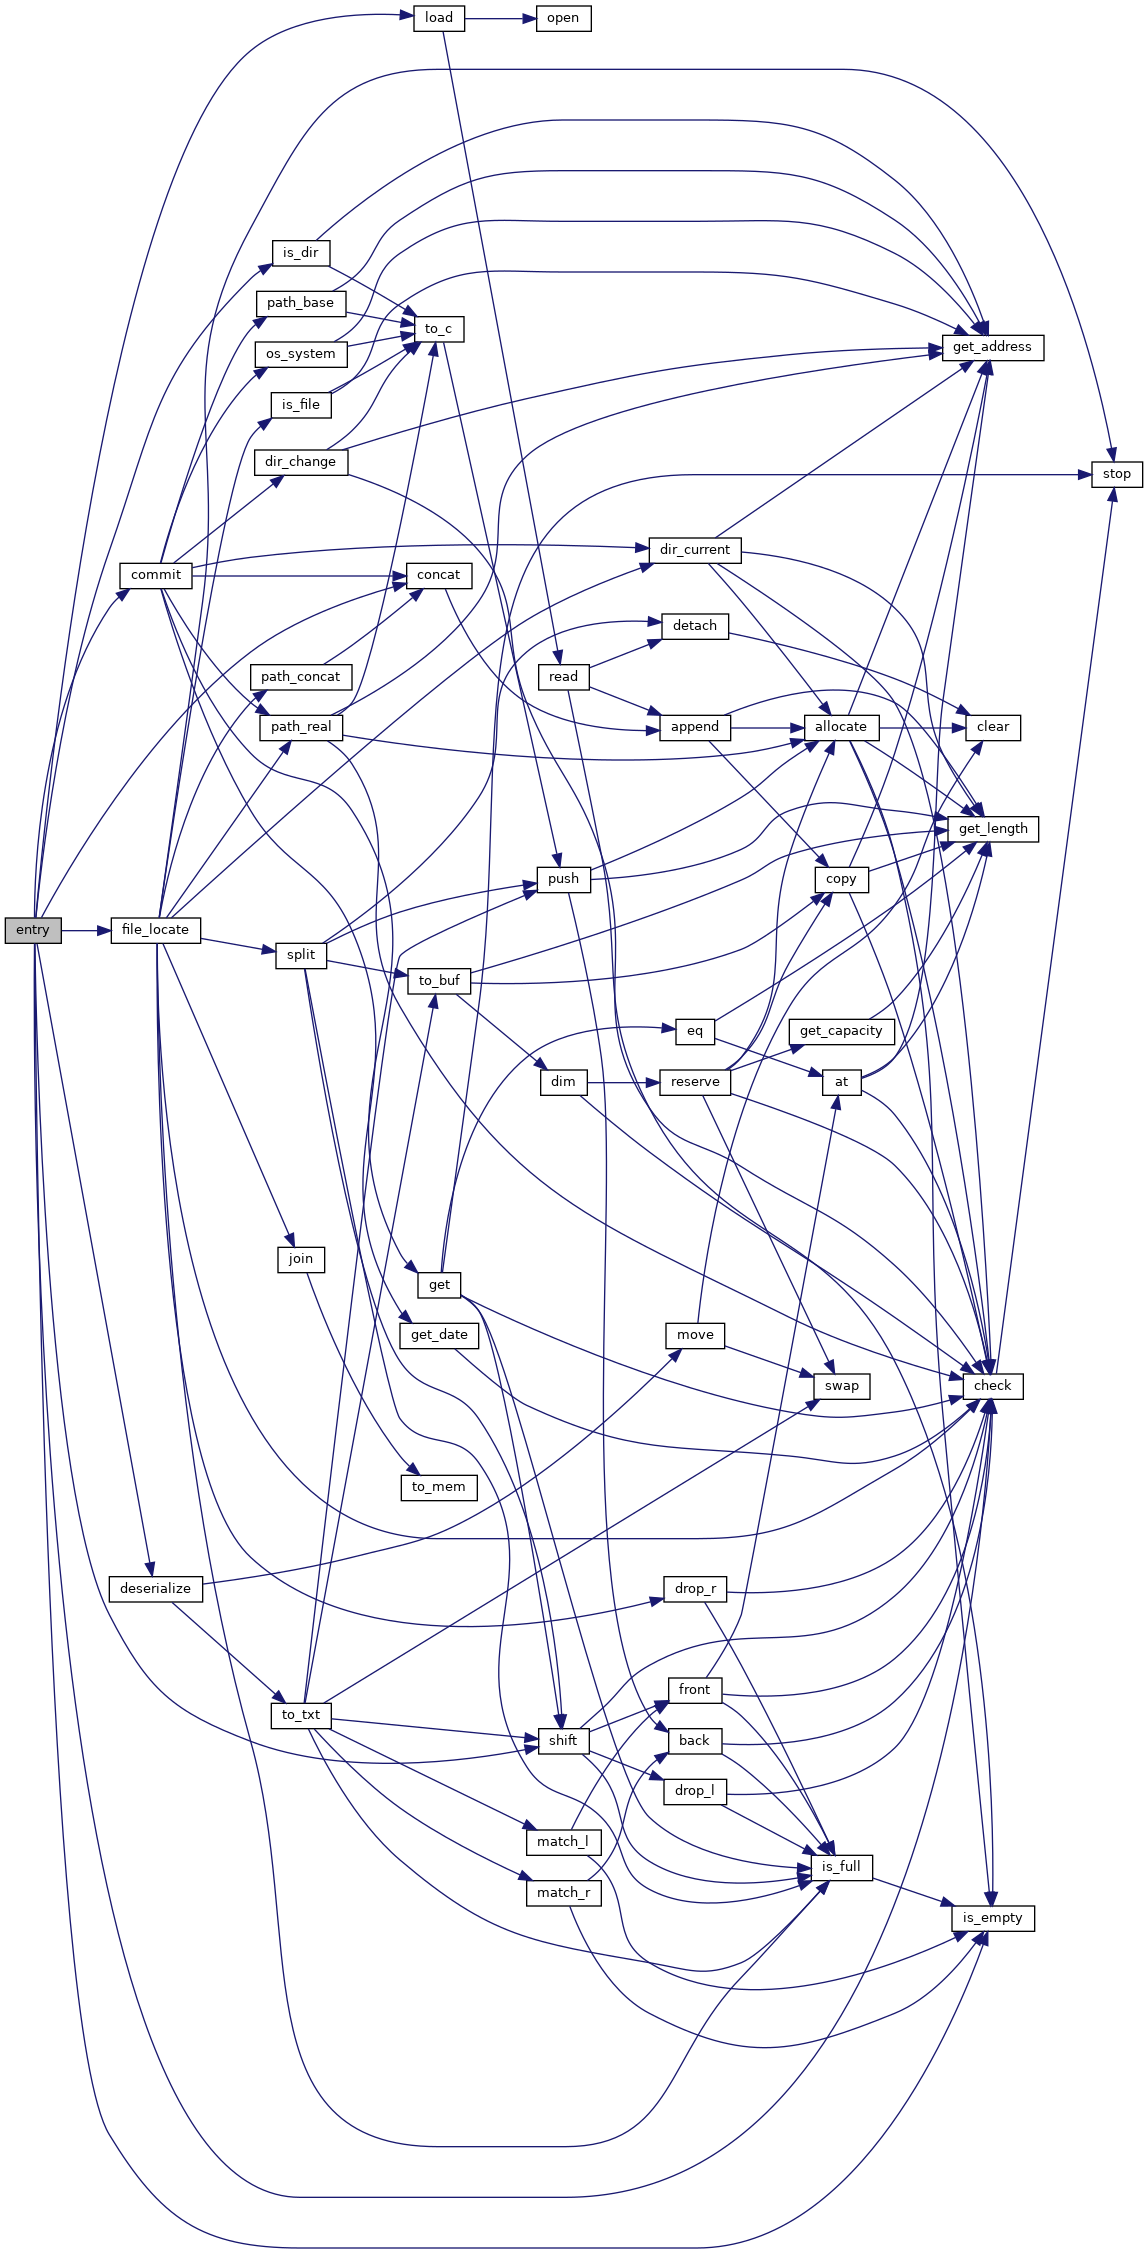 load
open
is_dir
path_base
to_c
get_address
os_system
is_file
dir_change
stop
dir_current
commit
concat
detach
path_concat
read
path_real
append
allocate
clear
get_length
push
copy
entry
file_locate
split
to_buf
eq
get_capacity
dim
reserve
at
join
get
get_date
move
swap
check
to_mem
deserialize
drop_r
front
to_txt
shift
back
drop_l
match_l
is_full
match_r
is_empty